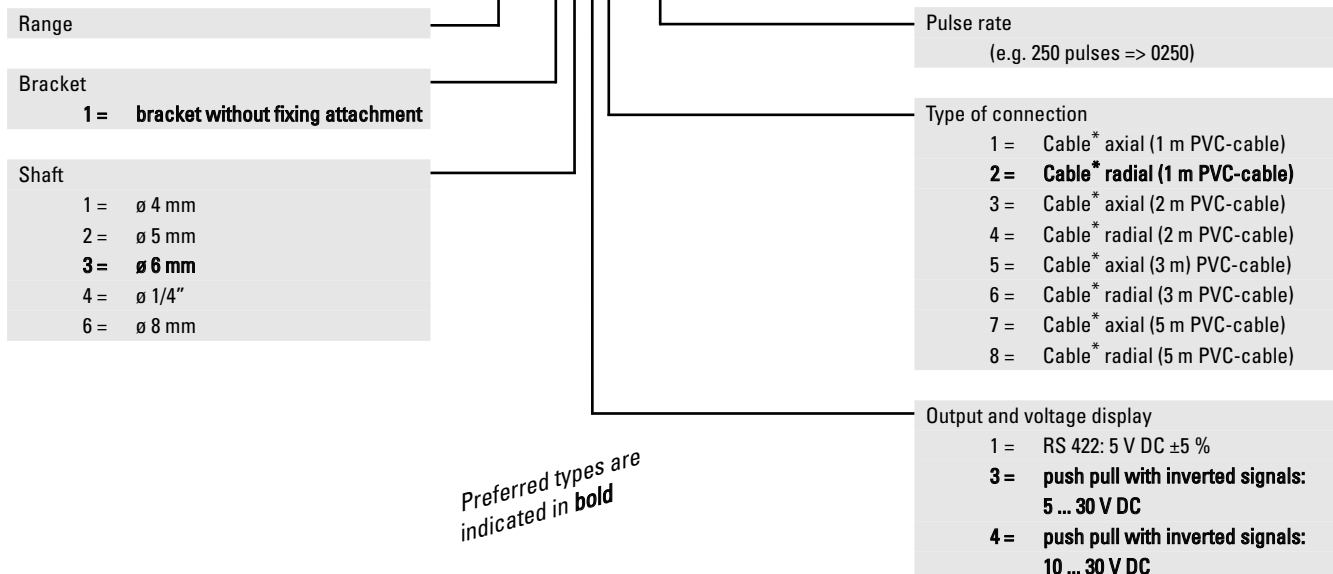 Range
Bracket
1 = bracket without fixing attachment
Shaft
1 = ø 4 mm
2 = ø 5 mm
3 = ø 6 mm
4 = ø 1/4″
6 = ø 8 mm
Preferred types are
indicated in bold
Pulse rate
(e.g. 250 pulses => 0250)
Type of connection
1 = Cable* axial (1 m PVC-cable)
2 = Cable* radial (1 m PVC-cable)
3 = Cable* axial (2 m PVC-cable)
4 = Cable* radial (2 m PVC-cable)
5 = Cable* axial (3 m) PVC-cable)
6 = Cable* radial (3 m PVC-cable)
7 = Cable* axial (5 m PVC-cable)
8 = Cable* radial (5 m PVC-cable)
Output and voltage display
1 = RS 422: 5 V DC ±5 %
3 = push pull with inverted signals:
5 ... 30 V DC
4 = push pull with inverted signals:
10 ... 30 V DC